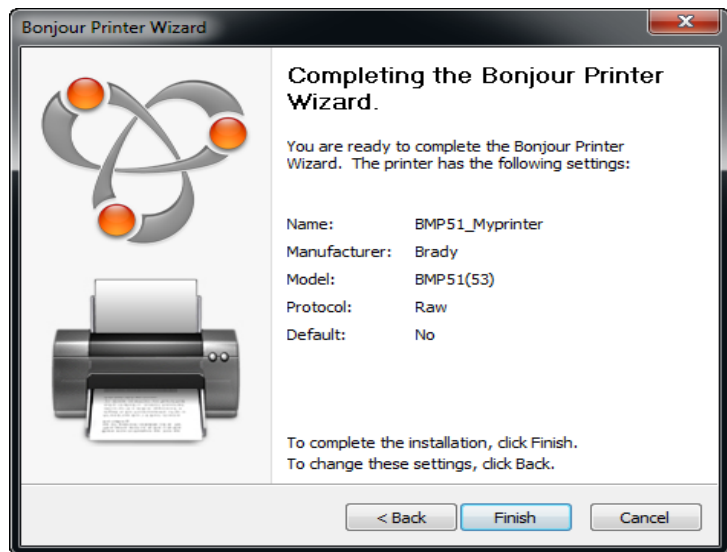 Bonjour Printer Wizard
Completing the Bonjour Printer
Wizard.
You are ready to complete the Bonjour Printer
Wizard. The printer has the following settings:
Name: BMP51_Myprinter
Manufacturer: Brady
Model: BMP51(53)
Protocol: Raw
Default: No
To complete the installation, click Finish.
To change these settings, click Back.
< Back Finish Cancel